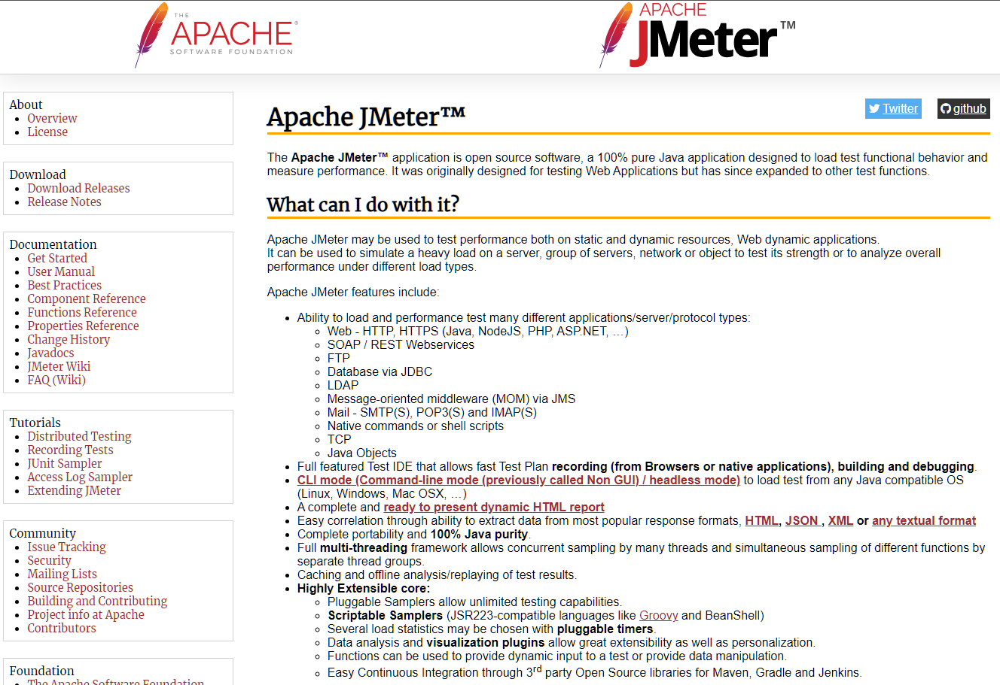 THE
APACHE®
SOFTWARE FOUNDATION
APACHE
JMeter™
About
Overview
License
Download
Download Releases
Release Notes
Documentation
Get Started
User Manual
Best Practices
Component Reference
Functions Reference
Properties Reference
Change History
Javadocs
JMeter Wiki
FAQ (Wiki)
Tutorials
Distributed Testing
Recording Tests
JUnit Sampler
Access Log Sampler
Extending JMeter
Community
Issue Tracking
Security
Mailing Lists
Source Repositories
Building and Contributing
Project info at Apache
Contributors
Foundation
The Apache Software Foundation
Twitter
github
Apache JMeter™
The Apache JMeter™ application is open source software, a 100% pure Java application designed to load test functional behavior and
measure performance. It was originally designed for testing Web Applications but has since expanded to other test functions.
What can I do with it?
Apache JMeter may be used to test performance both on static and dynamic resources, Web dynamic applications.
It can be used to simulate a heavy load on a server, group of servers, network or object to test its strength or to analyze overall
performance under different load types.
Apache JMeter features include:
Ability to load and performance test many different applications/server/protocol types:
Web - HTTP, HTTPS (Java, NodeJS, PHP, ASP.NET, …)
SOAP / REST Webservices
FTP
Database via JDBC
LDAP
Message-oriented middleware (MOM) via JMS
Mail - SMTP(S), POP3(S) and IMAP(S)
Native commands or shell scripts
TCP
Java Objects
Full featured Test IDE that allows fast Test Plan recording (from Browsers or native applications), building and debugging.
CLI mode (Command-line mode (previously called Non GUI) / headless mode) to load test from any Java compatible OS
(Linux, Windows, Mac OSX, …)
A complete and ready to present dynamic HTML report
Easy correlation through ability to extract data from most popular response formats, HTML, JSON , XML or any textual format
Complete portability and 100% Java purity.
Full multi-threading framework allows concurrent sampling by many threads and simultaneous sampling of different functions by
separate thread groups.
Caching and offline analysis/replaying of test results.
Highly Extensible core:
Pluggable Samplers allow unlimited testing capabilities.
Scriptable Samplers (JSR223-compatible languages like Groovy and BeanShell)
Several load statistics may be chosen with pluggable timers.
Data analysis and visualization plugins allow great extensibility as well as personalization.
Functions can be used to provide dynamic input to a test or provide data manipulation.
Easy Continuous Integration through 3rd party Open Source libraries for Maven, Gradle and Jenkins.